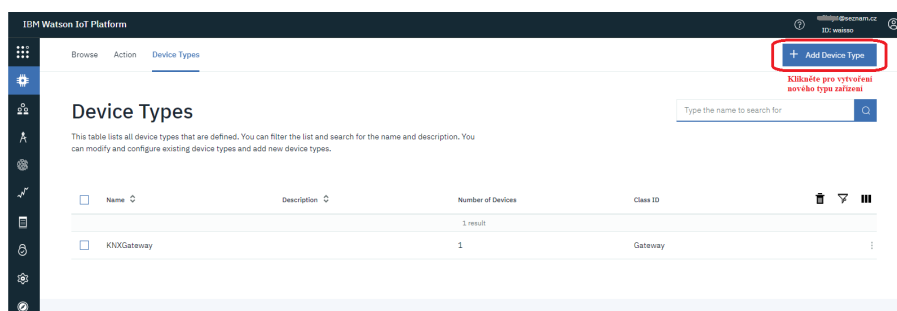 IBM Watson IoT Platform
@seznam.cz
ID: waisso
Browse Action Device Types
+ Add Device Type
Klikněte pro vytvoření
nového typu zařízení
Device Types
Type the name to search for
This table lists all device types that are defined. You can filter the list and search for the name and description. You
can modify and configure existing device types and add new device types.
Name Description Number of Devices Class ID
1 result
KNXGateway 1 Gateway